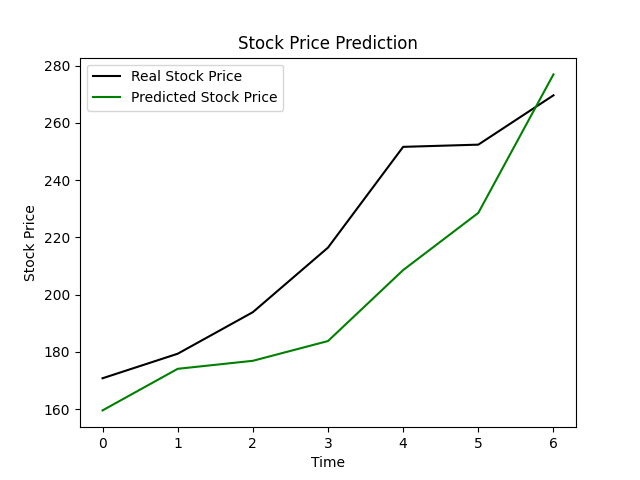 Stock Price Prediction
Real Stock Price
Predicted Stock Price
280
260
240
220
200
180
160
Stock Price
0 1 2 3 4 5 6
Time